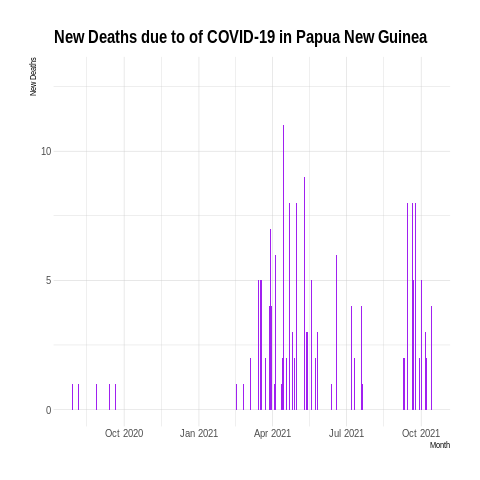 New Deaths due to of COVID-19 in Papua New Guinea
New Deaths
10
5
0
Oct 2020 Jan 2021 Apr 2021 Jul 2021 Oct 2021
Month